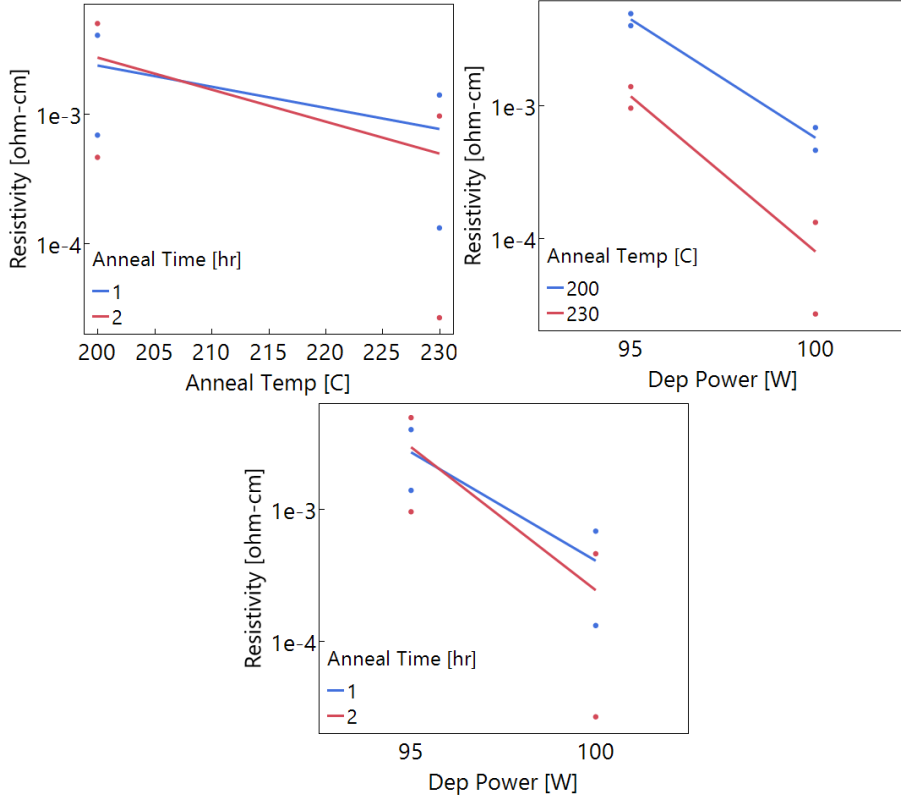 Resistivity [ohm-cm]
1e-3
1e-4
Anneal Time [hr]
1
2
200 205 210 215 220 225 230
Anneal Temp [C]
Resistivity [ohm-cm]
1e-3
1e-4
Anneal Temp [C]
200
230
95 100
Dep Power [W]
Resistivity [ohm-cm]
1e-3
1e-4
Anneal Time [hr]
1
2
95 100
Dep Power [W]